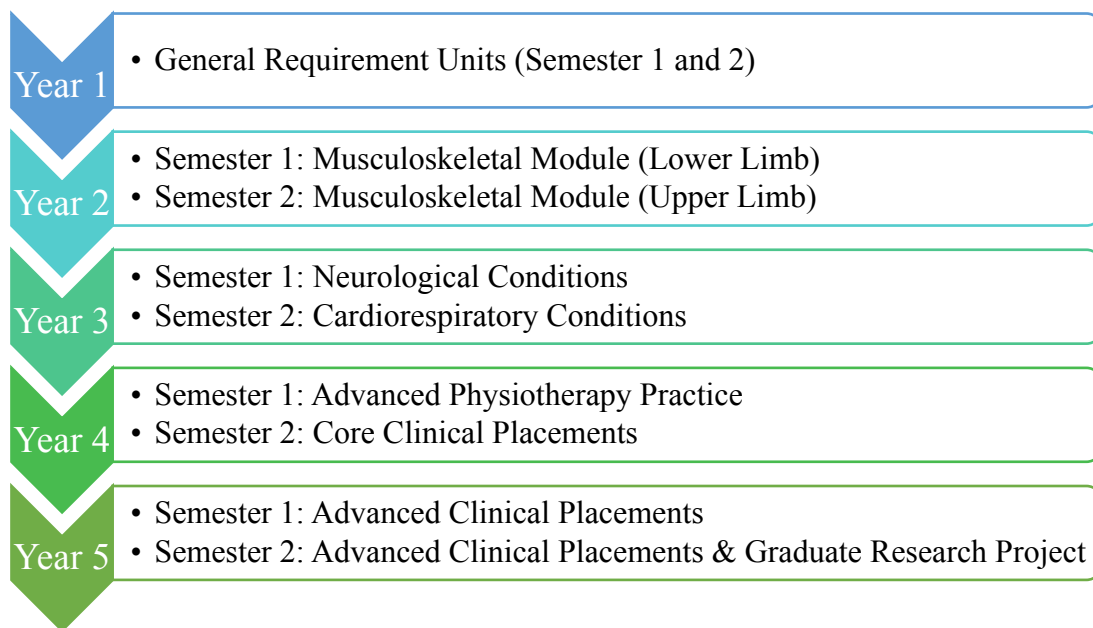 Year 1
• General Requirement Units (Semester 1 and 2)
Year 2
• Semester 1: Musculoskeletal Module (Lower Limb)
• Semester 2: Musculoskeletal Module (Upper Limb)
Year 3
• Semester 1: Neurological Conditions
• Semester 2: Cardiorespiratory Conditions
Year 4
• Semester 1: Advanced Physiotherapy Practice
• Semester 2: Core Clinical Placements
Year 5
• Semester 1: Advanced Clinical Placements
• Semester 2: Advanced Clinical Placements & Graduate Research Project